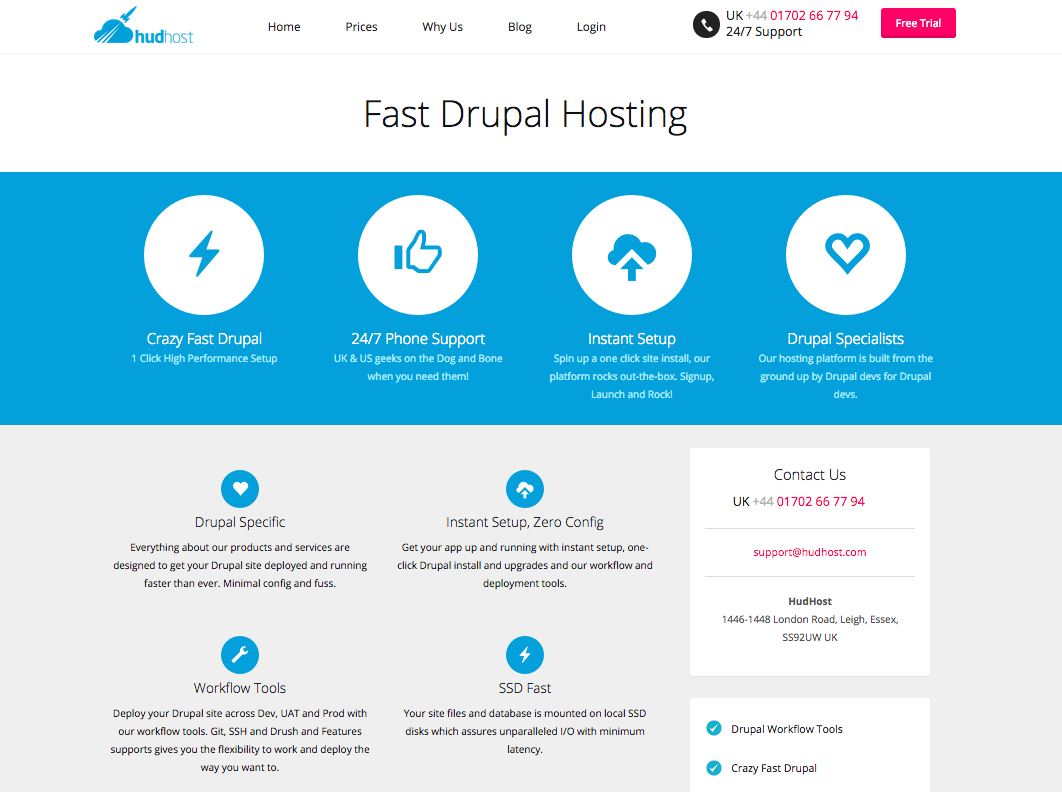 hudhost
Home
Prices
Why Us
Blog
Login
UK +44 01702 66 77 94
24/7 Support
Free Trial
Fast Drupal Hosting
Crazy Fast Drupal
1 Click High Performance Setup
24/7 Phone Support
UK & US geeks on the Dog and Bone
when you need them!
Instant Setup
Spin up a one click site install, our
platform rocks out-the-box. Signup,
Launch and Rock!
Drupal Specialists
Our hosting platform is built from the
ground up by Drupal devs for Drupal
devs.
Drupal Specific
Everything about our products and services are
designed to get your Drupal site deployed and running
faster than ever. Minimal config and fuss.
Instant Setup, Zero Config
Get your app up and running with instant setup, one-
click Drupal install and upgrades and our workflow and
deployment tools.
Workflow Tools
Deploy your Drupal site across Dev, UAT and Prod with
our workflow tools. Git, SSH and Drush and Features
supports gives you the flexibility to work and deploy the
way you want to.
SSD Fast
Your site files and database is mounted on local SSD
disks which assures unparalleled I/O with minimum
latency.
Contact Us
UK +44 01702 66 77 94
support@hudhost.com
HudHost
1446-1448 London Road, Leigh, Essex,
SS92UW UK
Drupal Workflow Tools
Crazy Fast Drupal